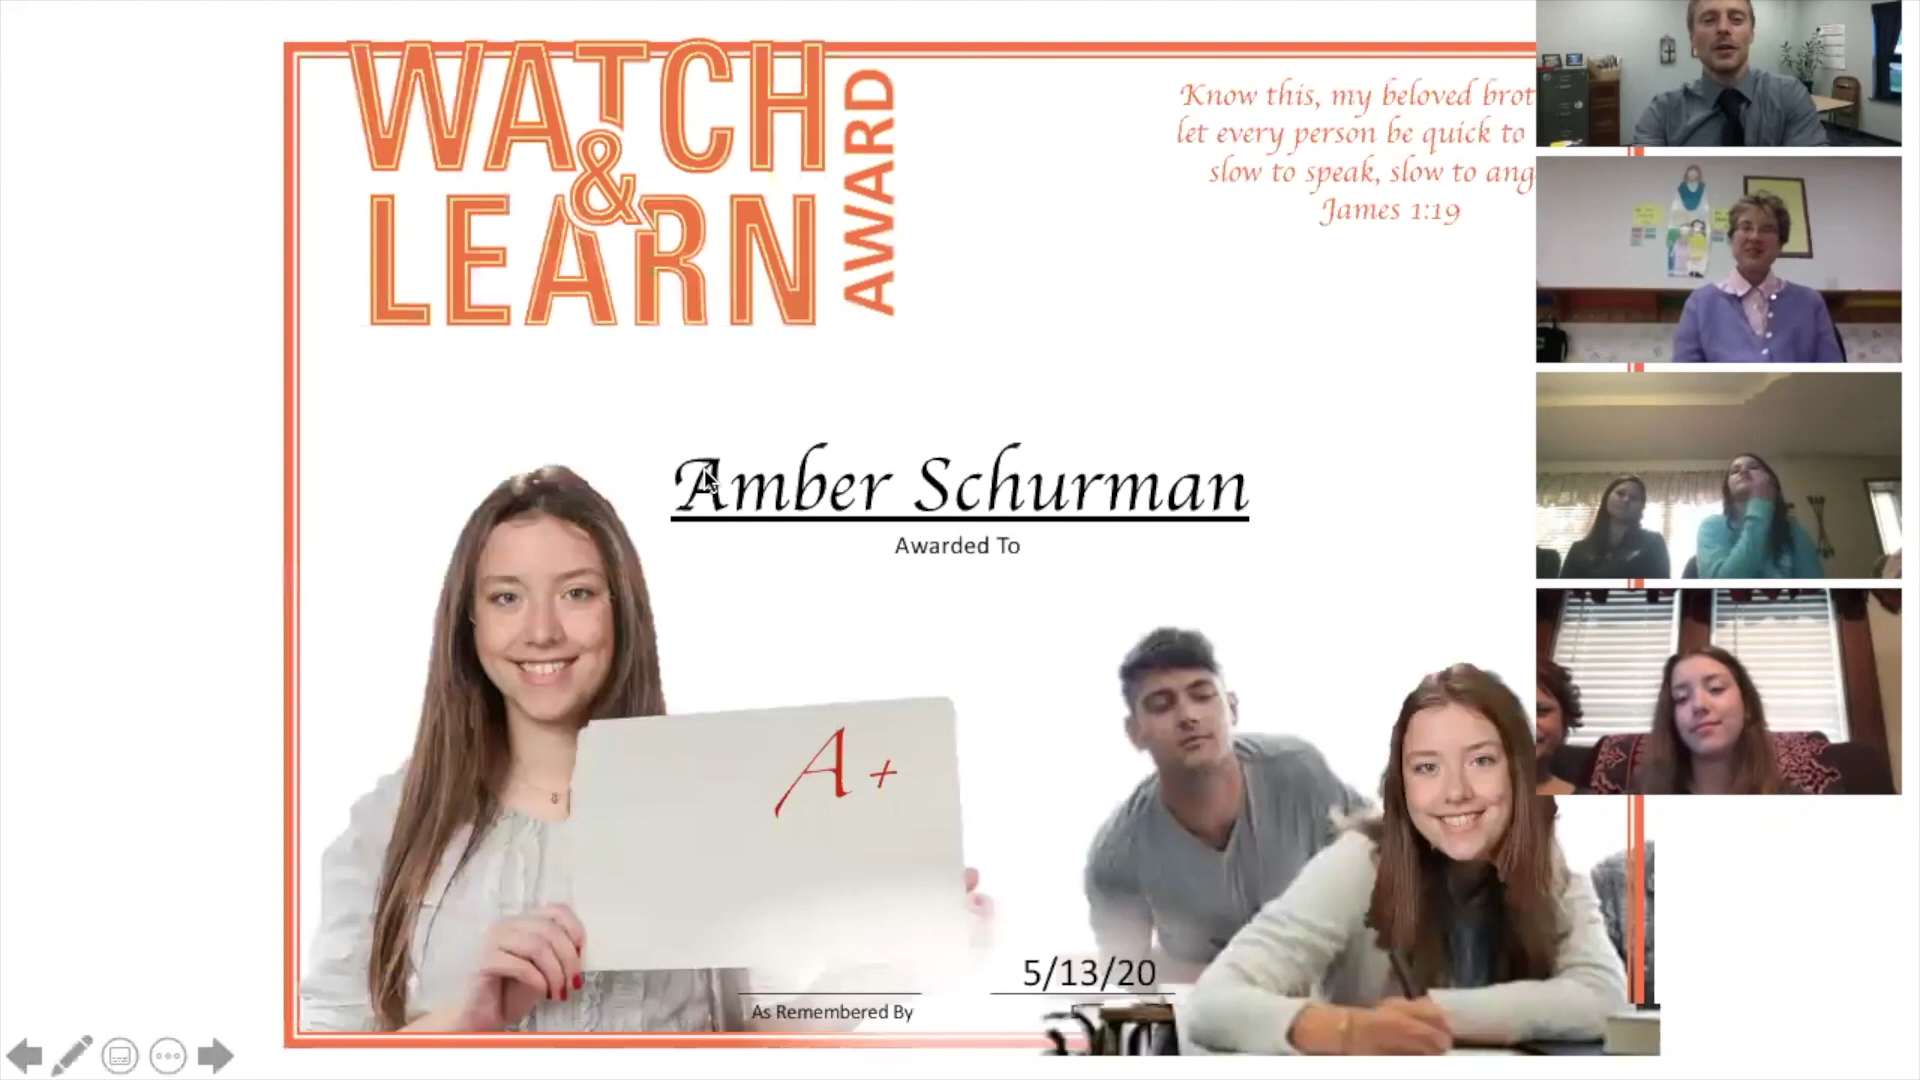 WATCH
&
LEARN
AWARD
Know this, my beloved brot
let every person be quick to
slow to speak, slow to ang
James 1:19
Amber Schurman
Awarded To
A+
5/13/20
As Remembered By